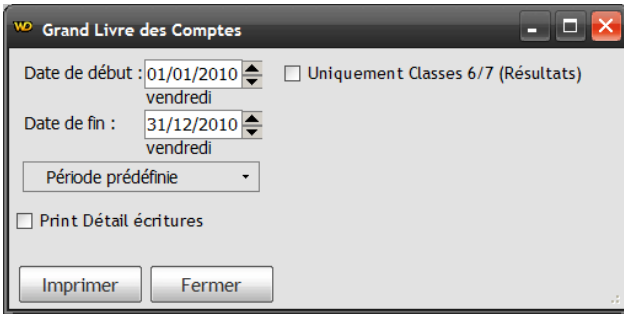 WD Grand Livre des Comptes
Date de début : 01/01/2010 Uniquement Classes 6/7 (Résultats)
vendredi
Date de fin : 31/12/2010
vendredi
Période prédéfinie
Print Détail écritures
Imprimer Fermer